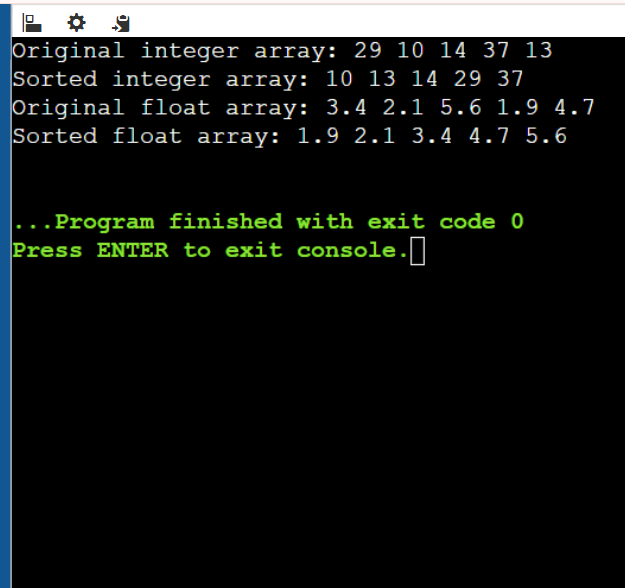 Original integer array: 29 10 14 37 13
Sorted integer array: 10 13 14 29 37
Original float array: 3.4 2.1 5.6 1.9 4.7
Sorted float array: 1.9 2.1 3.4 4.7 5.6
...Program finished with exit code 0
Press ENTER to exit console.